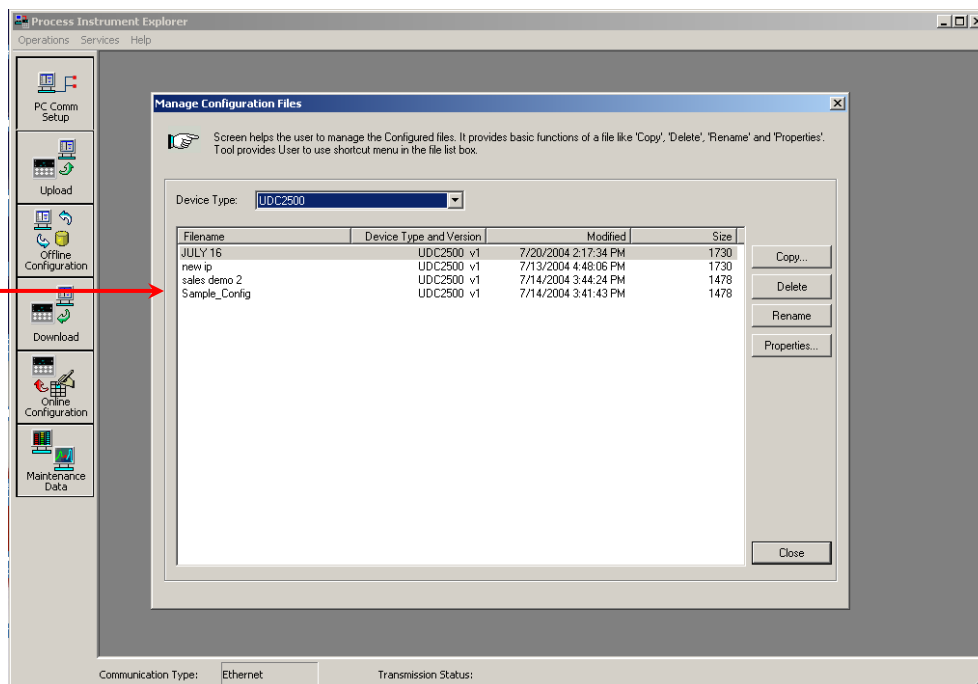 Process Instrument Explorer
Operations Services Help
PC Comm
Setup
Upload
Offline
Configuration
Download
Online
Configuration
Maintenance
Data
Manage Configuration Files
Screen helps the user to manage the Configured files. It provides basic functions of a file like 'Copy', 'Delete', 'Rename' and 'Properties'.
Tool provides User to use shortcut menu in the file list box.
Device Type: UDC2500
Filename Device Type and Version Modified Size
JULY 16 UDC2500 v1 7/20/2004 2:17:34 PM 1730
new ip UDC2500 v1 7/13/2004 4:48:06 PM 1730
sales demo 2 UDC2500 v1 7/14/2004 3:44:24 PM 1478
Sample_Config UDC2500 v1 7/14/2004 3:41:43 PM 1478
Copy...
Delete
Rename
Properties...
Close
Communication Type: Ethernet Transmission Status: